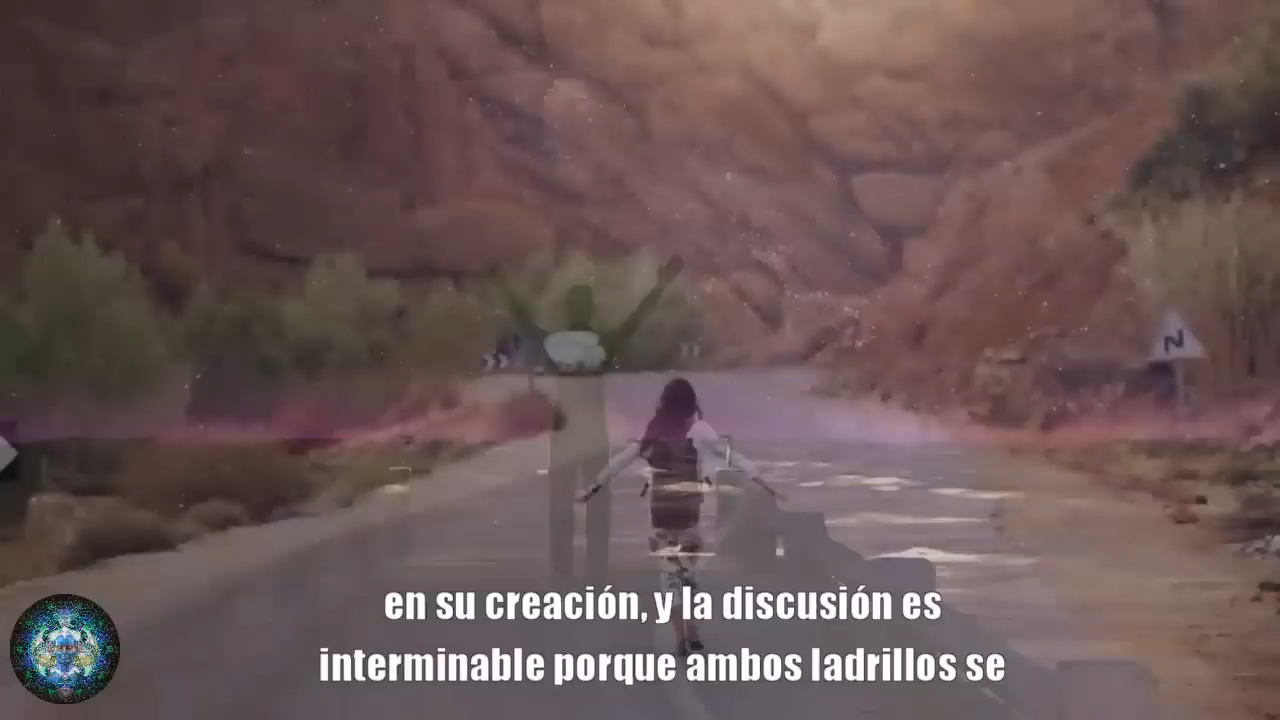 en su creación, y la discusión es
interminable porque ambos ladrillos se